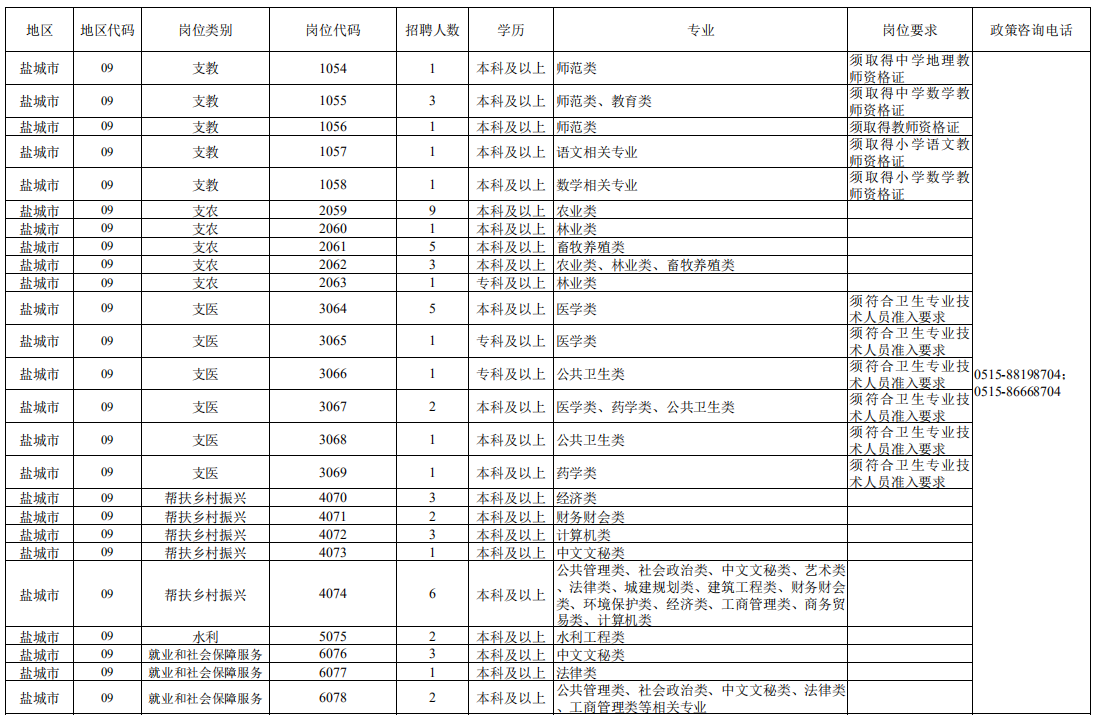 地区 地区代码 岗位类别 岗位代码 招聘人数 学历 专业 岗位要求 政策咨询电话
盐城市 09 支教 1054 1 本科及以上 师范类 须取得中学地理教
师资格证
盐城市 09 支教 1055 3 本科及以上 师范类、教育类 须取得中学数学教
师资格证
盐城市 09 支教 1056 1 本科及以上 师范类 须取得教师资格证
盐城市 09 支教 1057 1 本科及以上 语文相关专业 须取得小学语文教
师资格证
盐城市 09 支教 1058 1 本科及以上 数学相关专业 须取得小学数学教
师资格证
盐城市 09 支农 2059 9 本科及以上 农业类
盐城市 09 支农 2060 1 本科及以上 林业类
盐城市 09 支农 2061 5 本科及以上 畜牧养殖类
盐城市 09 支农 2062 3 本科及以上 农业类、林业类、畜牧养殖类
盐城市 09 支农 2063 1 专科及以上 林业类
盐城市 09 支医 3064 5 本科及以上 医学类 须符合卫生专业技
术人员准入要求
盐城市 09 支医 3065 1 专科及以上 医学类 须符合卫生专业技
术人员准入要求
盐城市 09 支医 3066 1 专科及以上 公共卫生类 须符合卫生专业技
术人员准入要求
0515-88198704；
0515-86668704
盐城市 09 支医 3067 2 本科及以上 医学类、药学类、公共卫生类 须符合卫生专业技
术人员准入要求
盐城市 09 支医 3068 1 本科及以上 公共卫生类 须符合卫生专业技
术人员准入要求
盐城市 09 支医 3069 1 本科及以上 药学类 须符合卫生专业技
术人员准入要求
盐城市 09 帮扶乡村振兴 4070 3 本科及以上 经济类
盐城市 09 帮扶乡村振兴 4071 2 本科及以上 财务财会类
盐城市 09 帮扶乡村振兴 4072 3 本科及以上 计算机类
盐城市 09 帮扶乡村振兴 4073 1 本科及以上 中文文秘类
盐城市 09 帮扶乡村振兴 4074 6 本科及以上 公共管理类、社会政治类、中文文秘类、艺术类
、法律类、城建规划类、建筑工程类、财务财会
类、环境保护类、经济类、工商管理类、商务贸
易类、计算机类
盐城市 09 水利 5075 2 本科及以上 水利工程类
盐城市 09 就业和社会保障服务 6076 3 本科及以上 中文文秘类
盐城市 09 就业和社会保障服务 6077 1 本科及以上 法律类
盐城市 09 就业和社会保障服务 6078 2 本科及以上 公共管理类、社会政治类、中文文秘类、法律类
、工商管理类等相关专业